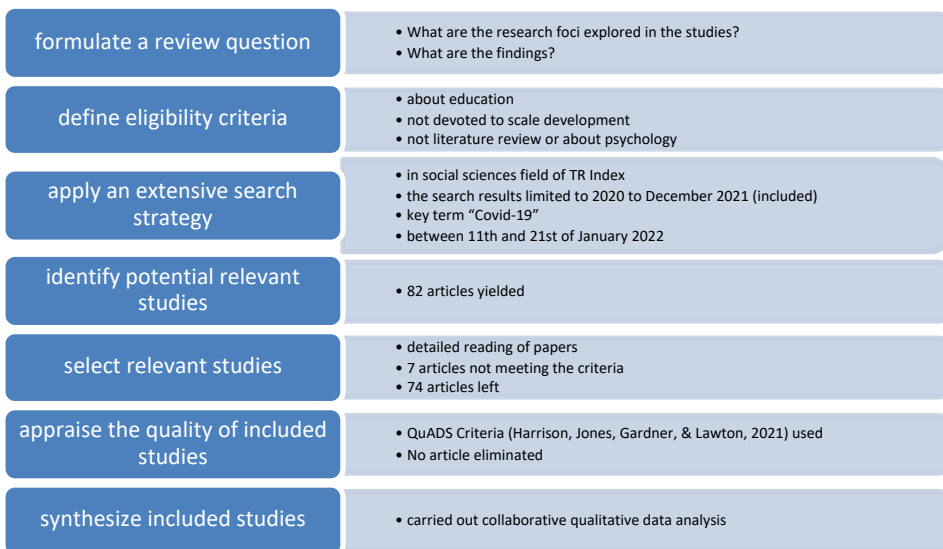 formulate a review question
• What are the research foci explored in the studies?
• What are the findings?
define eligibility criteria
• about education
• not devoted to scale development
• not literature review or about psychology
apply an extensive search
strategy
• in social sciences field of TR Index
• the search results limited to 2020 to December 2021 (included)
• key term “Covid-19”
• between 11th and 21st of January 2022
identify potential relevant
studies
• 82 articles yielded
select relevant studies
• detailed reading of papers
• 7 articles not meeting the criteria
• 74 articles left
appraise the quality of included
studies
• QuADS Criteria (Harrison, Jones, Gardner, & Lawton, 2021) used
• No article eliminated
synthesize included studies
• carried out collaborative qualitative data analysis